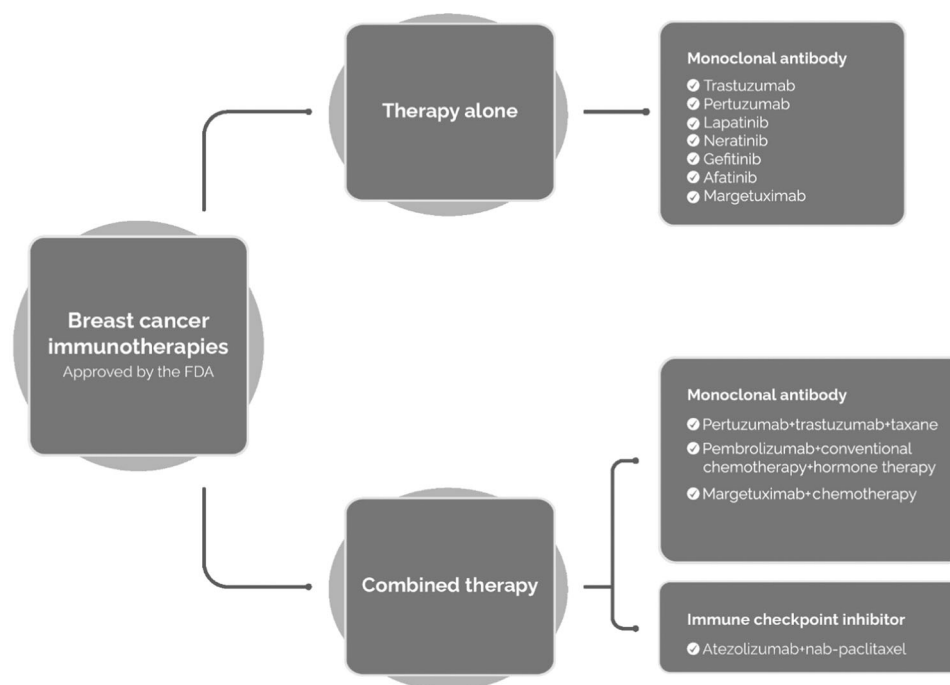 Breast cancer
immunotherapies
Approved by the FDA
Therapy alone
Monoclonal antibody
Trastuzumab
Pertuzumab
Lapatinib
Neratinib
Gefitinib
Afatinib
Margetuximab
Combined therapy
Monoclonal antibody
Pertuzumab+trastuzumab+taxane
Pembrolizumab+conventional
chemotherapy+hormone therapy
Margetuximab+chemotherapy
Immune checkpoint inhibitor
Atezolizumab+nab-paclitaxel